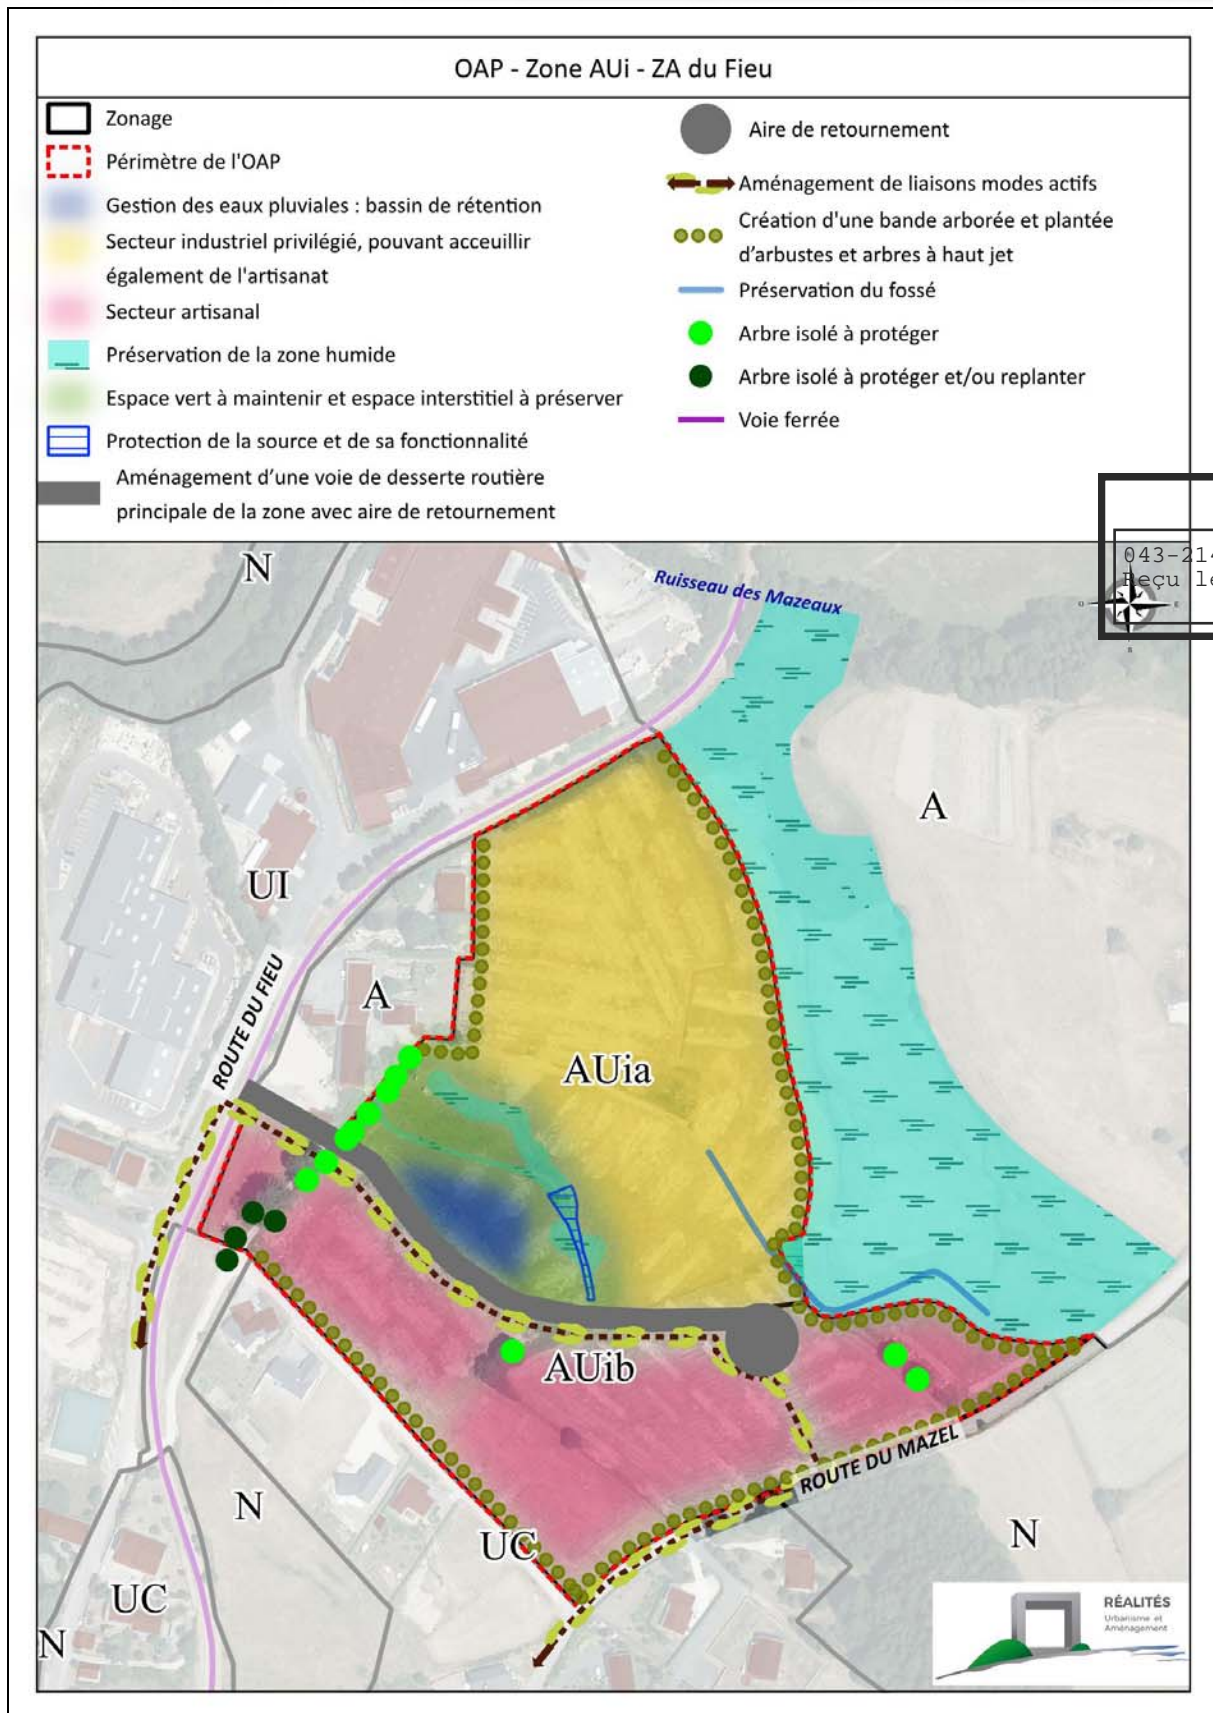 OAP - Zone AUi - ZA du Fieu
Zonage
Périmètre de l'OAP
Gestion des eaux pluviales : bassin de rétention
Secteur industriel privilégié, pouvant acceuillir
également de l'artisanat
Secteur artisanal
Préservation de la zone humide
Espace vert à maintenir et espace interstitiel à préserver
Protection de la source et de sa fonctionnalité
Aménagement d'une voie de desserte routière
principale de la zone avec aire de retournement
Aire de retournement
Aménagement de liaisons modes actifs
Création d'une bande arborée et plantée
d'arbustes et arbres à haut jet
Préservation du fossé
Arbre isolé à protéger
Arbre isolé à protéger et/ou replanter
Voie ferrée
043-214
Reçu le
O
E
S
N
Ruisseau des Mazeaux
A
UI
ROUTE DU FIEU
A
AUia
AUib
ROUTE DU MAZEL
N
UC
N
UC
N
RÉALITÉS
Urbanisme et
Aménagement